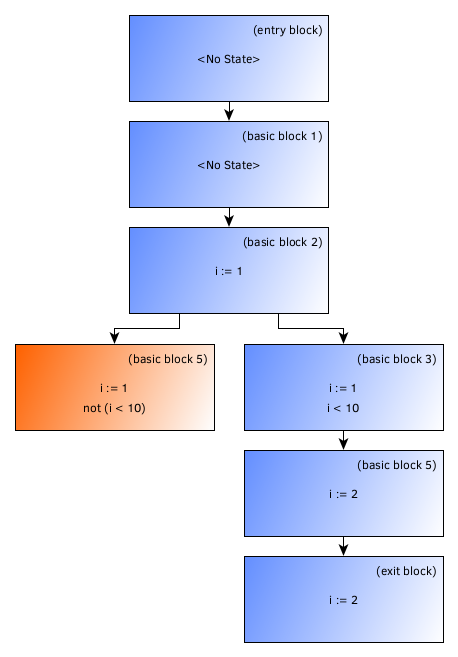 (entry block)
<No State>
(basic block 1)
<No State>
(basic block 2)
i := 1
(basic block 5)
i := 1
not (i < 10)
(basic block 3)
i := 1
i < 10
(basic block 5)
i := 2
(exit block)
i := 2